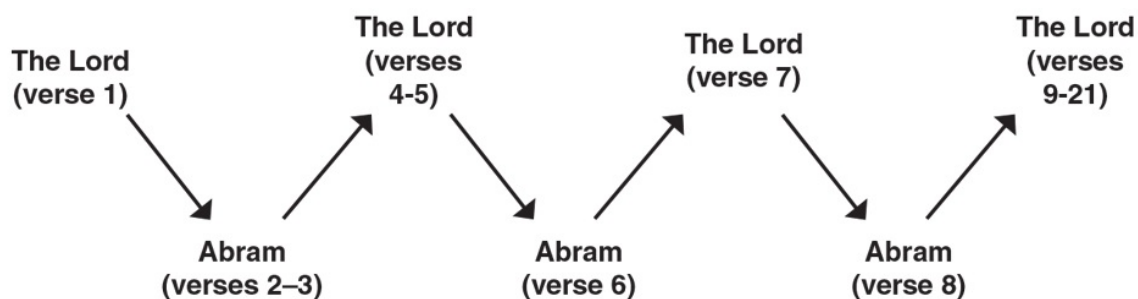 The Lord
(verse 1)
Abram
(verses 2–3)
The Lord
(verses
4-5)
Abram
(verse 6)
The Lord
(verse 7)
Abram
(verse 8)
The Lord
(verses
9-21)